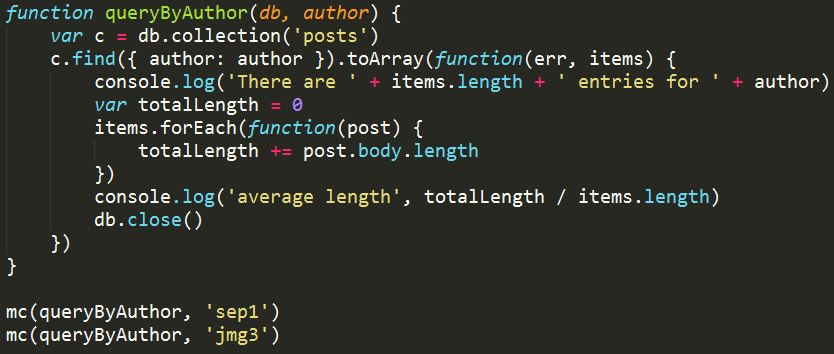 function queryByAuthor(db, author) {
    var c = db.collection('posts')
    c.find({ author: author }).toArray(function(err, items) {
        console.log('There are ' + items.length + ' entries for ' + author)
        var totalLength = 0
        items.forEach(function(post) {
            totalLength += post.body.length
        })
        console.log('average length', totalLength / items.length)
        db.close()
    })
}

mc(queryByAuthor, 'sep1')
mc(queryByAuthor, 'jmg3')